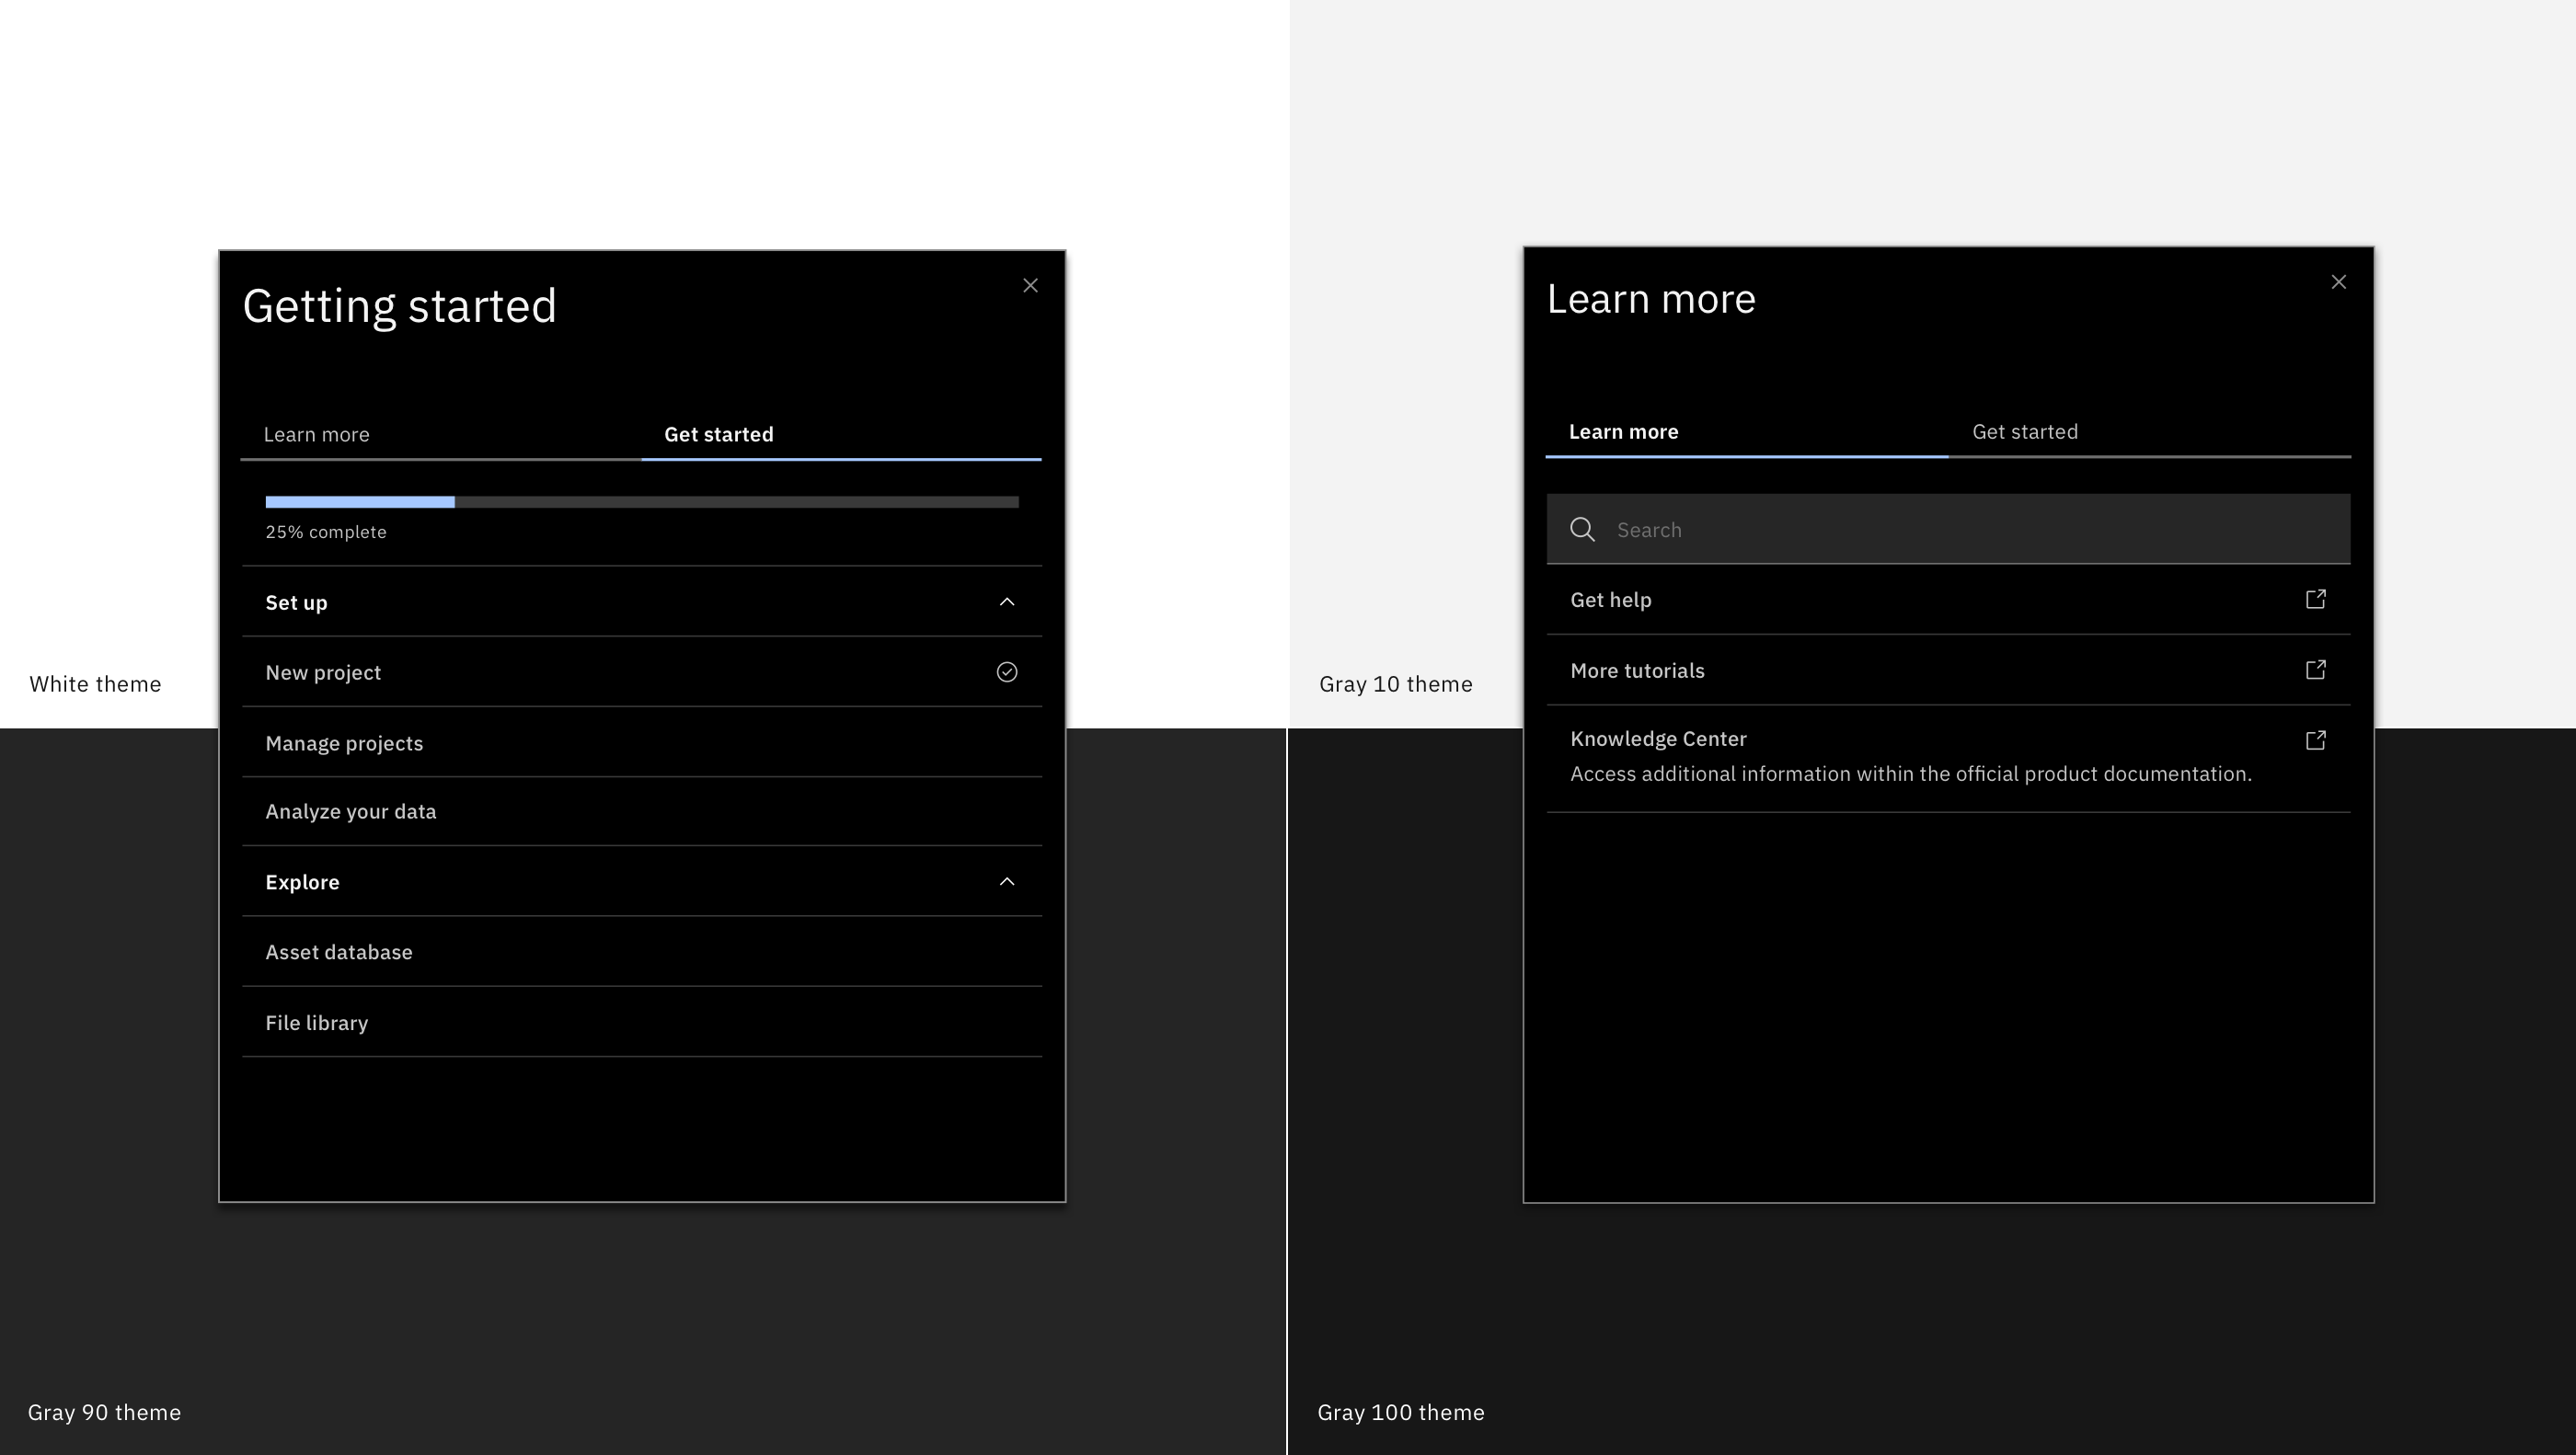 Getting started
Learn more
Get started
25% complete
Set up
New project
Manage projects
Analyze your data
Explore
Asset database
File library
White theme
Gray 90 theme
Learn more
Learn more
Get started
Search
Get help
More tutorials
Knowledge Center
Access additional information within the official product documentation.
Gray 10 theme
Gray 100 theme